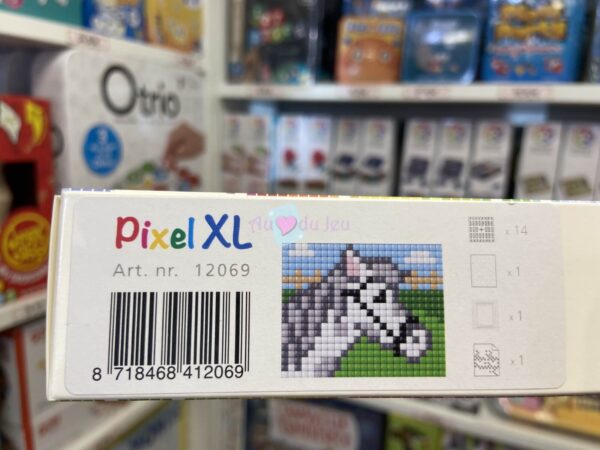 Otrio
Pixel XL
Au du Jeu
Art. nr. 12069
8 718468 412069
x 14
x 1
x 1
x 1